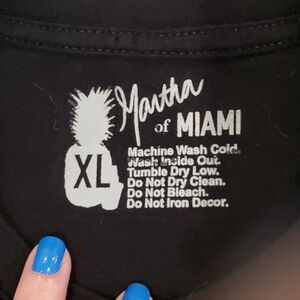 Martha
of MIAMI
XL
Machine Wash Cold.
Wash Inside Out.
Tumble Dry Low.
Do Not Dry Clean.
Do Not Bleach.
Do Not Iron Decor.